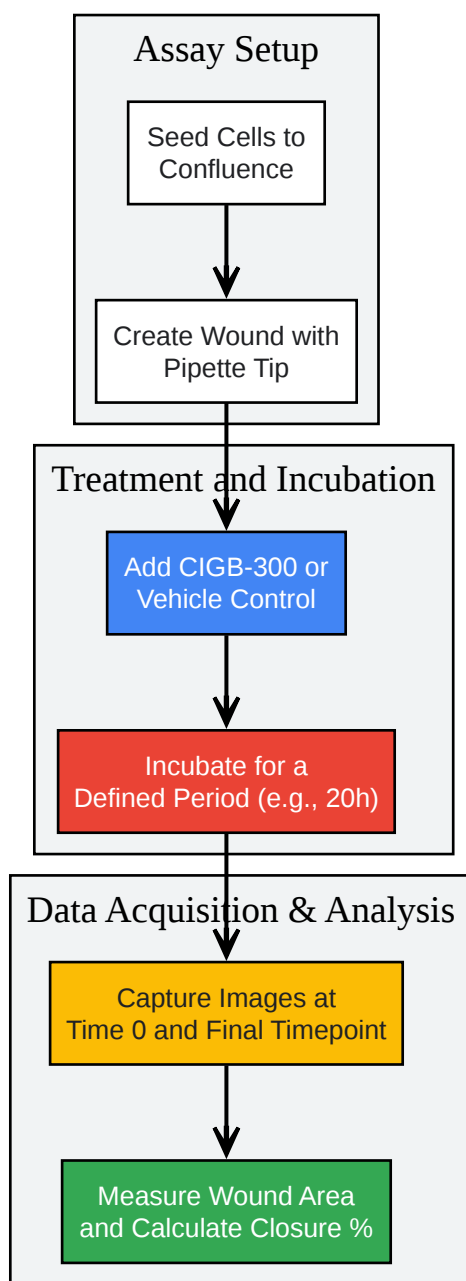 Assay Setup
Seed Cells to
Confluence
Create Wound with
Pipette Tip
Treatment and Incubation
Add CIGB-300 or
Vehicle Control
Incubate for a
Defined Period (e.g., 20h)
Data Acquisition & Analysis
Capture Images at
Time 0 and Final Timepoint
Measure Wound Area
and Calculate Closure %